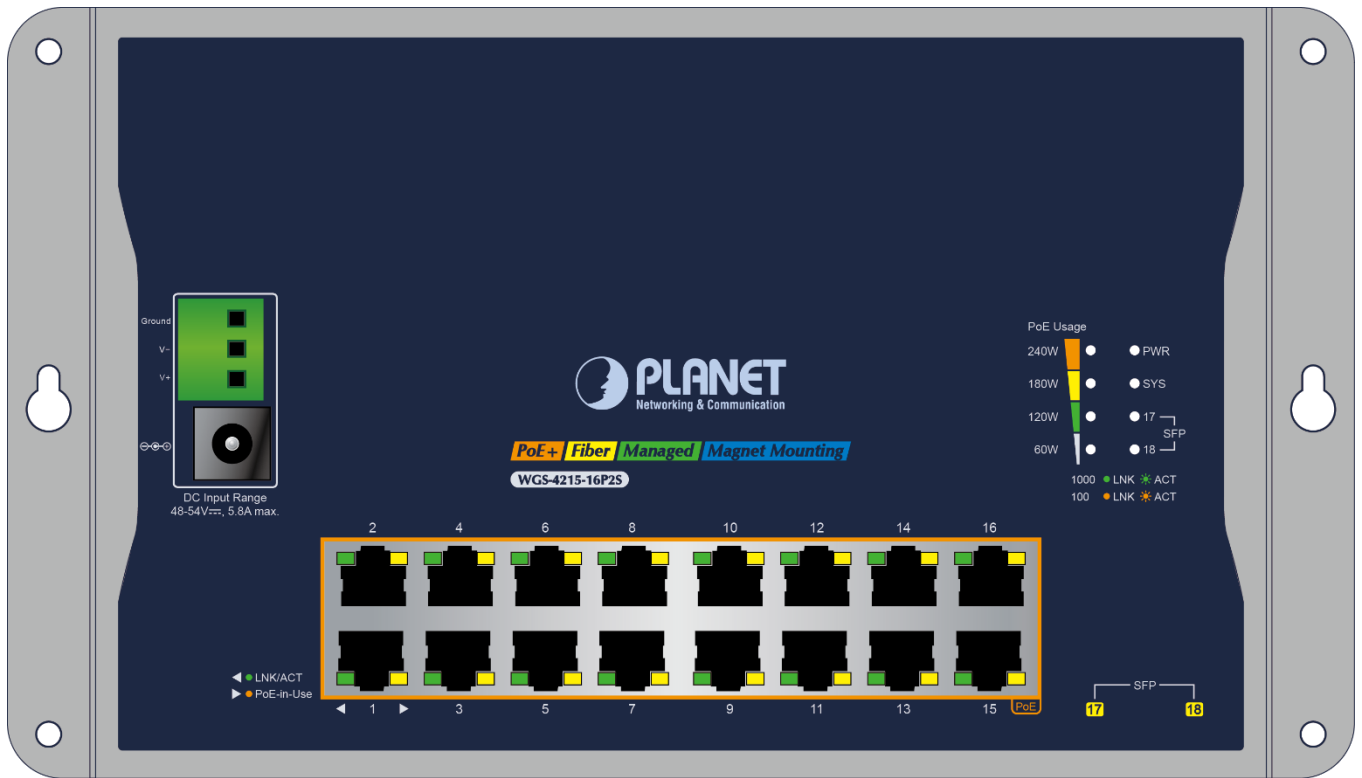 Ground
V−
V+
DC Input Range
48-54V⎓, 5.8A max.
PLANET
Networking & Communication
PoE+ Fiber Managed Magnet Mounting
WGS-4215-16P2S
PoE Usage
240W PWR
180W SYS
120W 17
SFP
60W 18
1000 LNK ACT
100 LNK ACT
2 4 6 8 10 12 14 16
LNK/ACT
PoE-in-Use
1 3 5 7 9 11 13 15 PoE
SFP
17 18